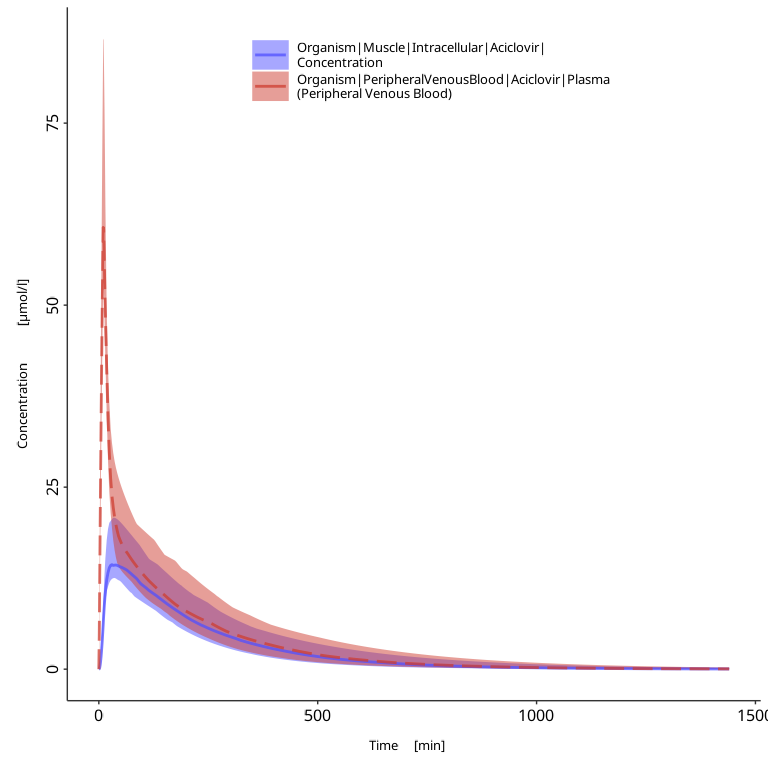 Organism|Muscle|Intracellular|Aciclovir|
Concentration
Organism|PeripheralVenousBlood|Aciclovir|Plasma
(Peripheral Venous Blood)
75
50
25
0
Concentration [µmol/l]
0 500 1000 1500
Time [min]